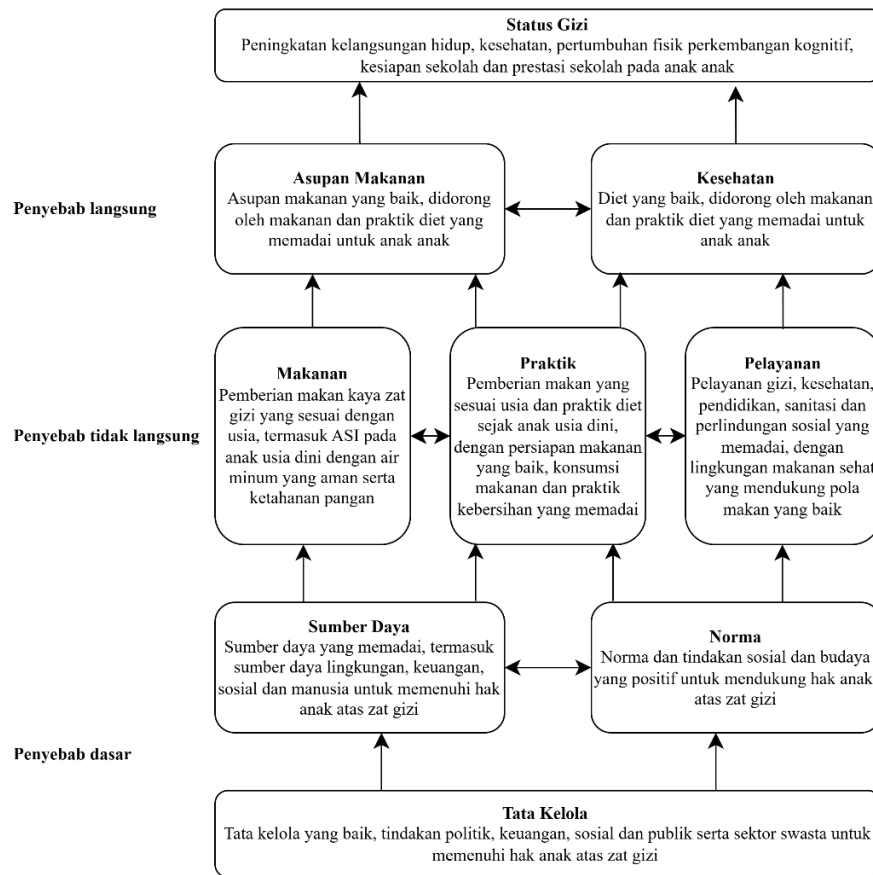 Status Gizi
Peningkatan kelangsungan hidup, kesehatan, pertumbuhan fisik perkembangan kognitif,
kesiapan sekolah dan prestasi sekolah pada anak anak
Penyebab langsung
Asupan Makanan
Asupan makanan yang baik, didorong
oleh makanan dan praktik diet yang
memadai untuk anak anak
Kesehatan
Diet yang baik, didorong oleh makanan
dan praktik diet yang memadai untuk
anak anak
Penyebab tidak langsung
Makanan
Pemberian makan kaya zat
gizi yang sesuai dengan
usia, termasuk ASI pada
anak usia dini dengan air
minum yang aman serta
ketahanan pangan
Praktik
Pemberian makan yang
sesuai usia dan praktik diet
sejak anak usia dini,
dengan persiapan makanan
yang baik, konsumsi
makanan dan praktik
kebersihan yang memadai
Pelayanan
Pelayanan gizi, kesehatan,
pendidikan, sanitasi dan
perlindungan sosial yang
memadai, dengan
lingkungan makanan sehat
yang mendukung pola
makan yang baik
Penyebab dasar
Sumber Daya
Sumber daya yang memadai, termasuk
sumber daya lingkungan, keuangan,
sosial dan manusia untuk memenuhi hak
anak atas zat gizi
Norma
Norma dan tindakan sosial dan budaya
yang positif untuk mendukung hak anak
atas zat gizi
Tata Kelola
Tata kelola yang baik, tindakan politik, keuangan, sosial dan publik serta sektor swasta untuk
memenuhi hak anak atas zat gizi